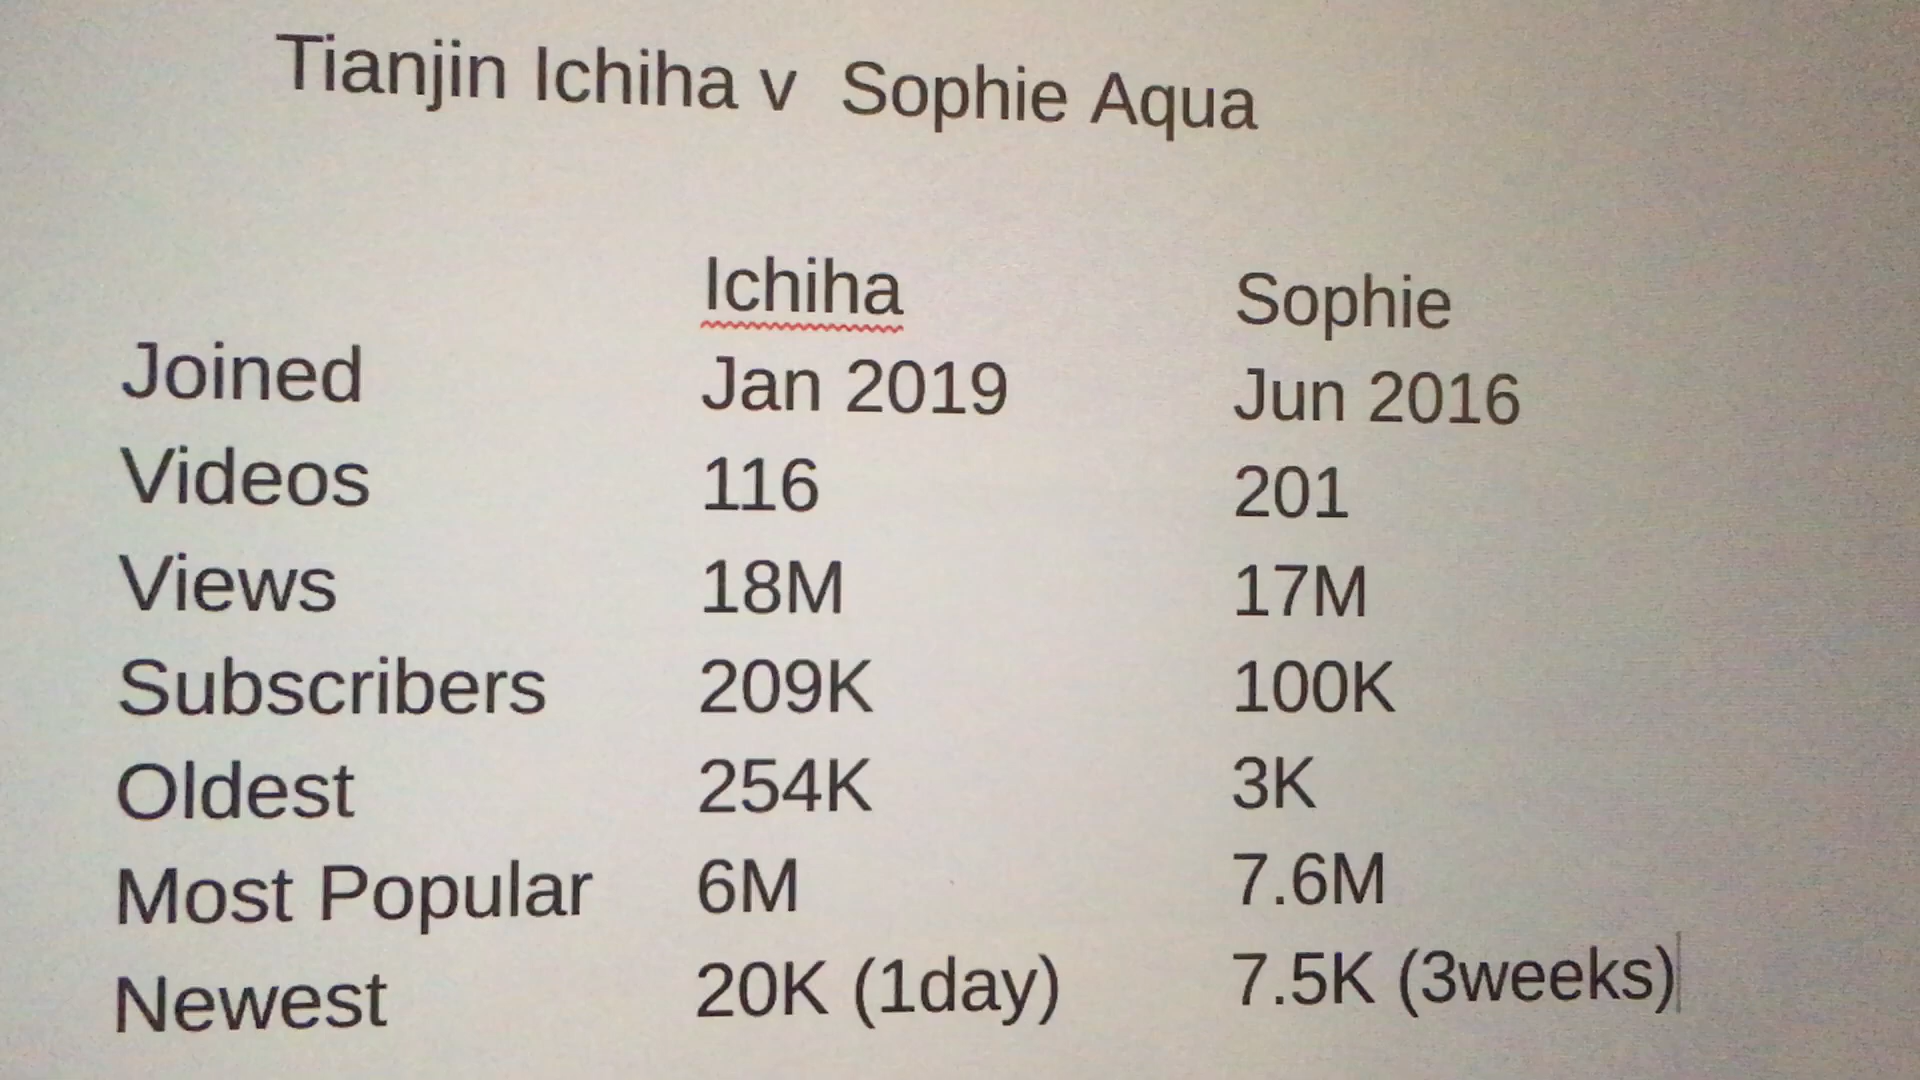 Tianjin Ichiha v  Sophie Aqua
Ichiha Sophie
Joined Jan 2019 Jun 2016
Videos 116 201
Views 18M 17M
Subscribers 209K 100K
Oldest 254K 3K
Most Popular 6M 7.6M
Newest 20K (1day) 7.5K (3weeks)